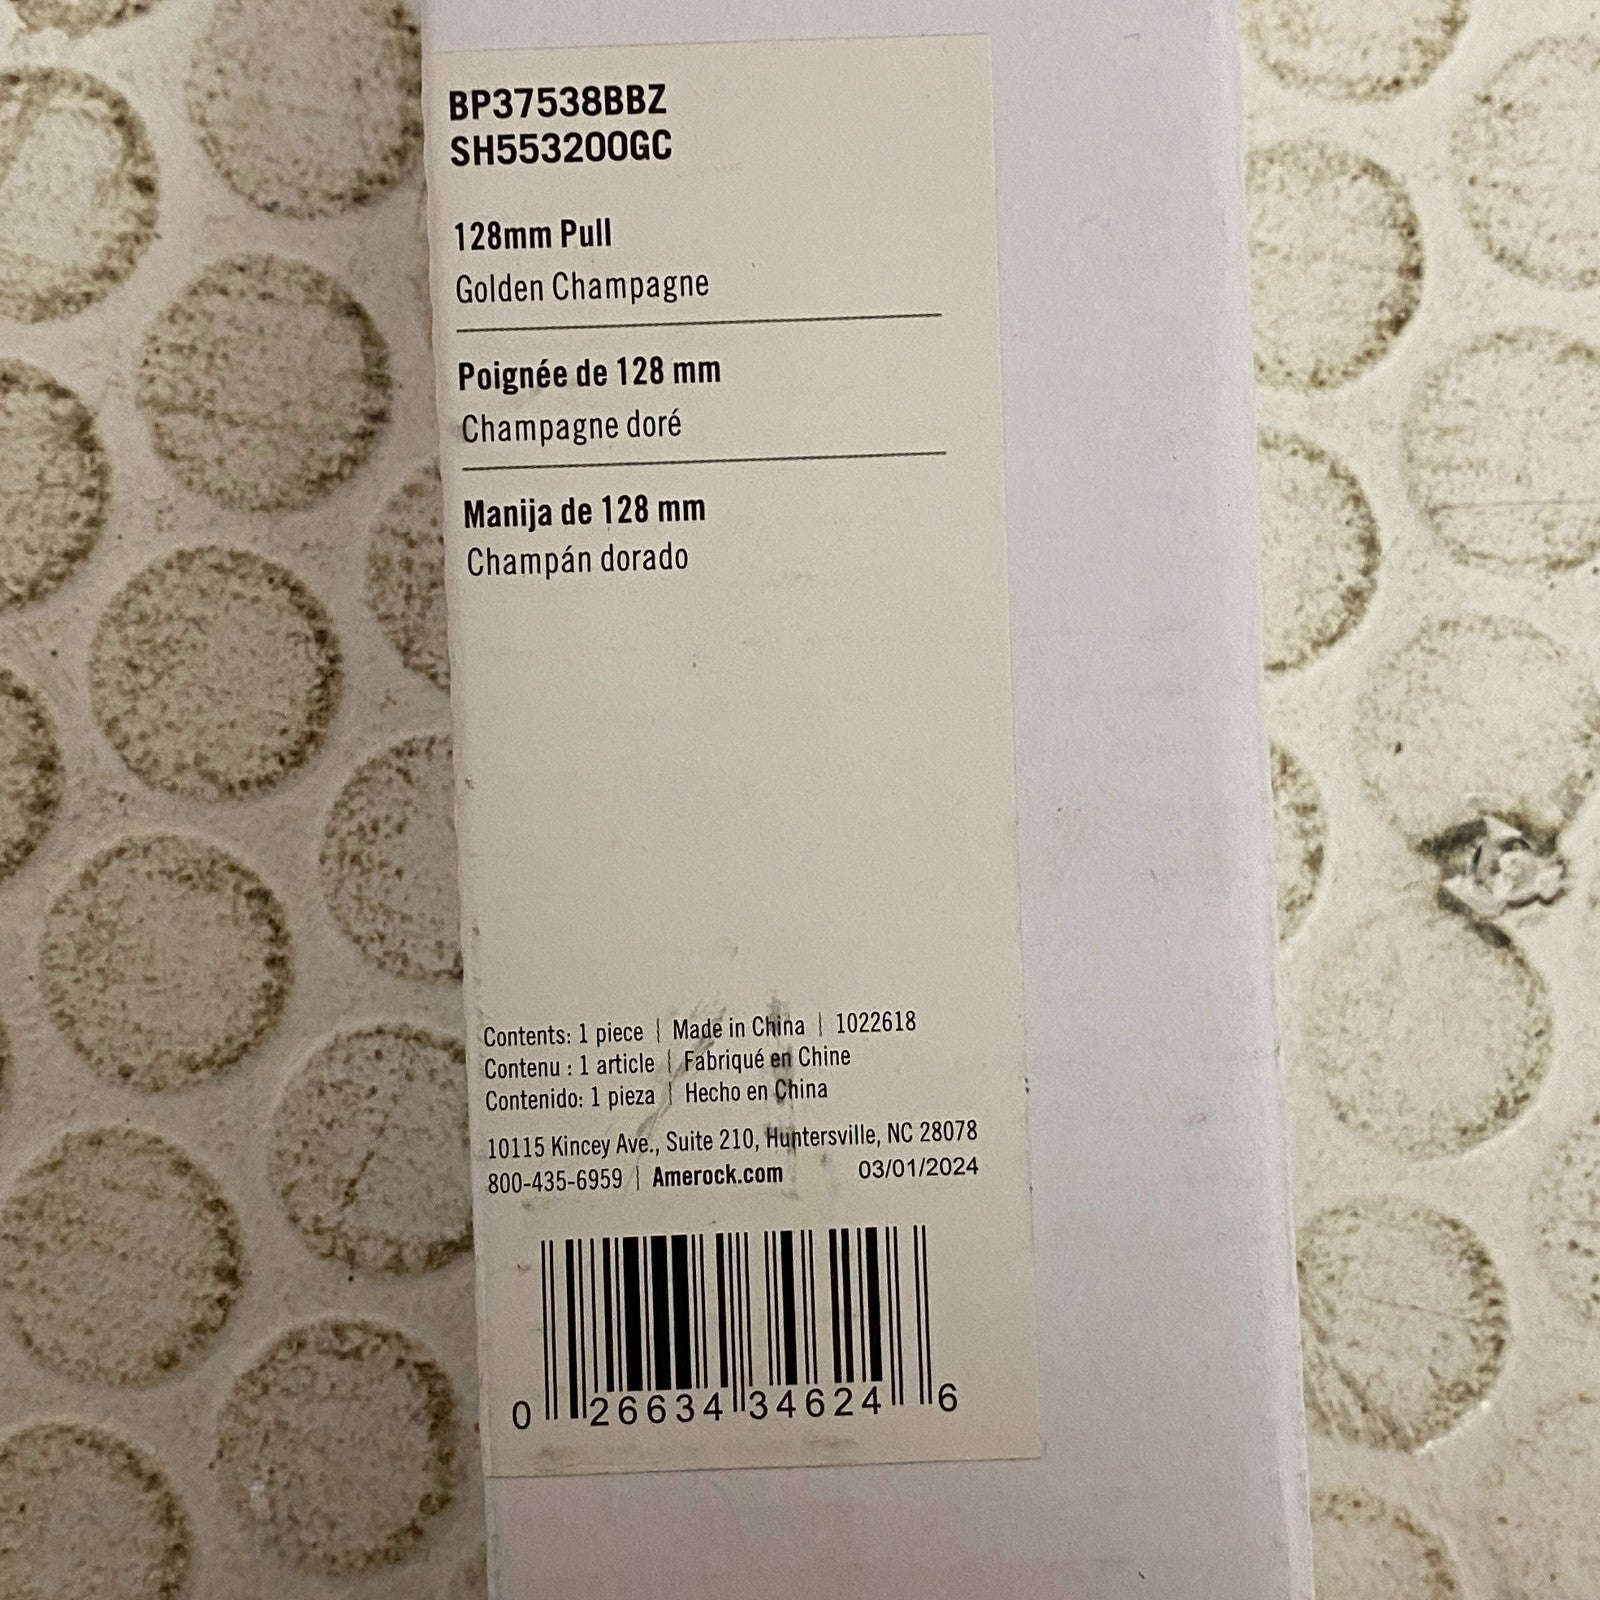 BP37538BBZ
SH553200GC
128mm Pull
Golden Champagne
Poignée de 128 mm
Champagne doré
Manija de 128 mm
Champán dorado
Contents: 1 piece | Made in China | 1022618
Contenu : 1 article | Fabriqué en Chine
Contenido: 1 pieza | Hecho en China
10115 Kincey Ave., Suite 210, Huntersville, NC 28078
800-435-6959 | Amerock.com 03/01/2024
0 26634 34624 6